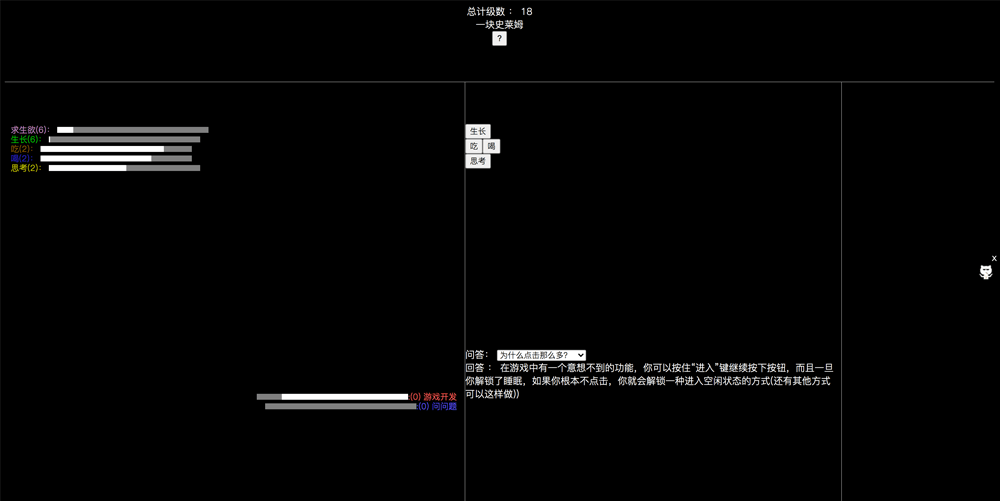 总计级数： 18
一块史莱姆
?
求生欲(6)：
生长(6)：
吃(2)：
喝(2)：
思考(2)：
生长
吃 喝
思考
x
问答： 为什么点击那么多?
回答： 在游戏中有一个意想不到的功能，你可以按住“进入”键继续按下按钮，而且一旦
你解锁了睡眠，如果你根本不点击，你就会解锁一种进入空闲状态的方式(还有其他方式
可以这样做))
:(0) 游戏开发
:(0) 问问题